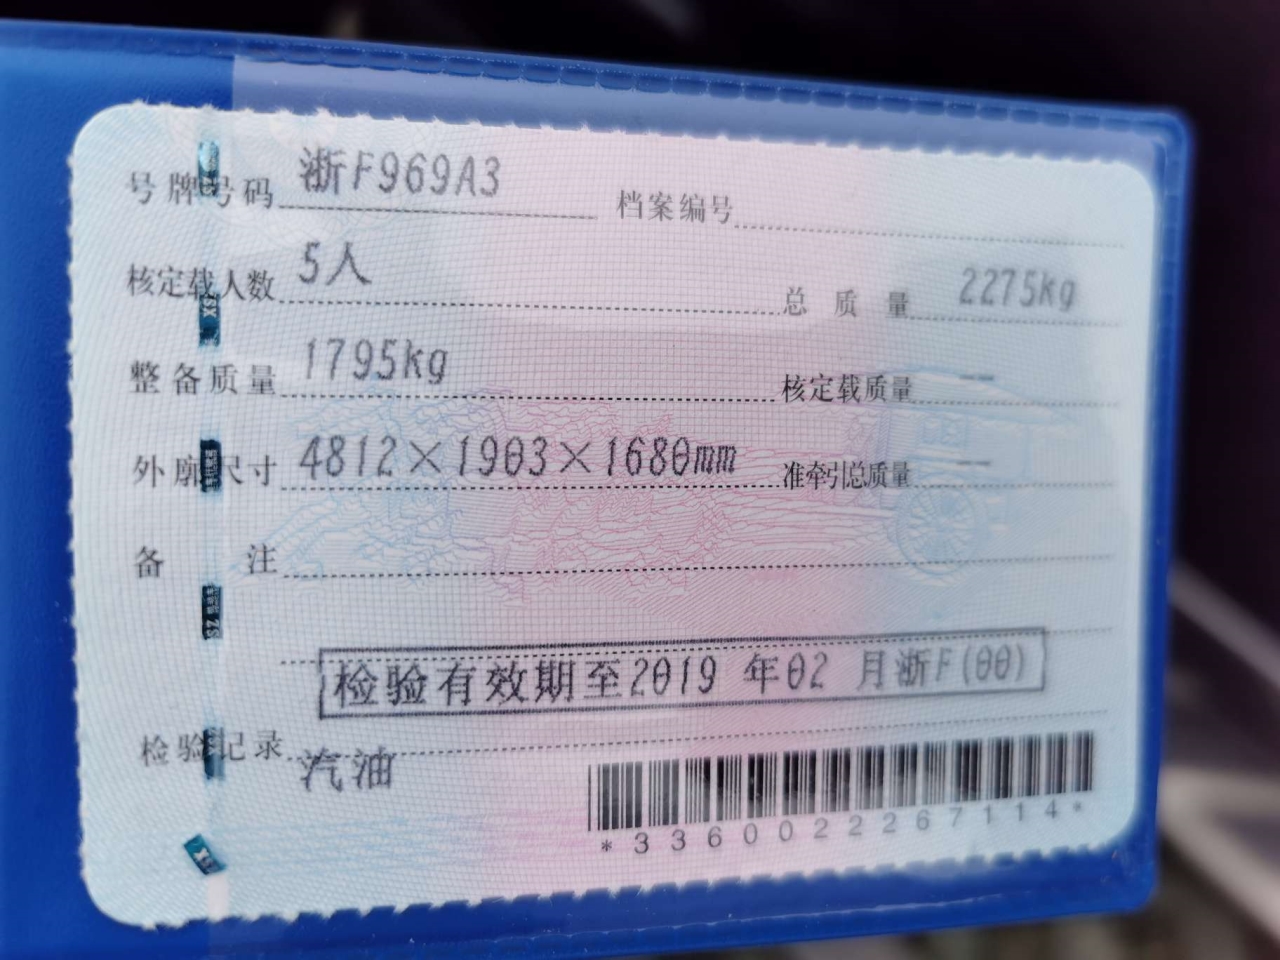 号牌号码 浙F969A3 档案编号
核定载人数 5人 总质量 2275kg
整备质量 1795kg 核定载质量 —
外廓尺寸 4812×1903×1680mm 准牵引总质量 —
备注
检验有效期至2019 年02 月浙F(00)
检验记录
汽油
*3360022267114*